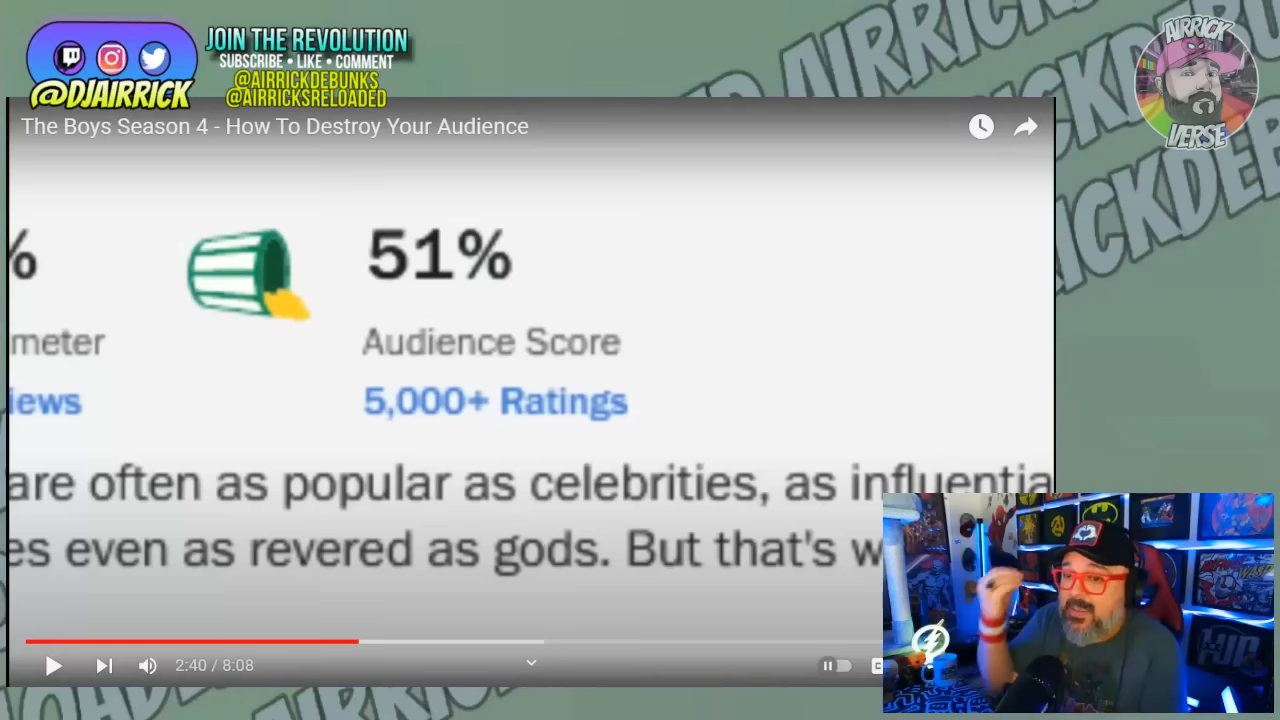 @DJAIRRICK
JOIN THE REVOLUTION
SUBSCRIBE • LIKE • COMMENT
@AIRRICKDEBUNKS
@AIRRICKSRELOADED
AIRRICK
VERSE
The Boys Season 4 - How To Destroy Your Audience
%
51%
meter
Audience Score
iews
5,000+ Ratings
are often as popular as celebrities, as influentia
es even as revered as gods. But that's w
2:40 / 8:08
1UP